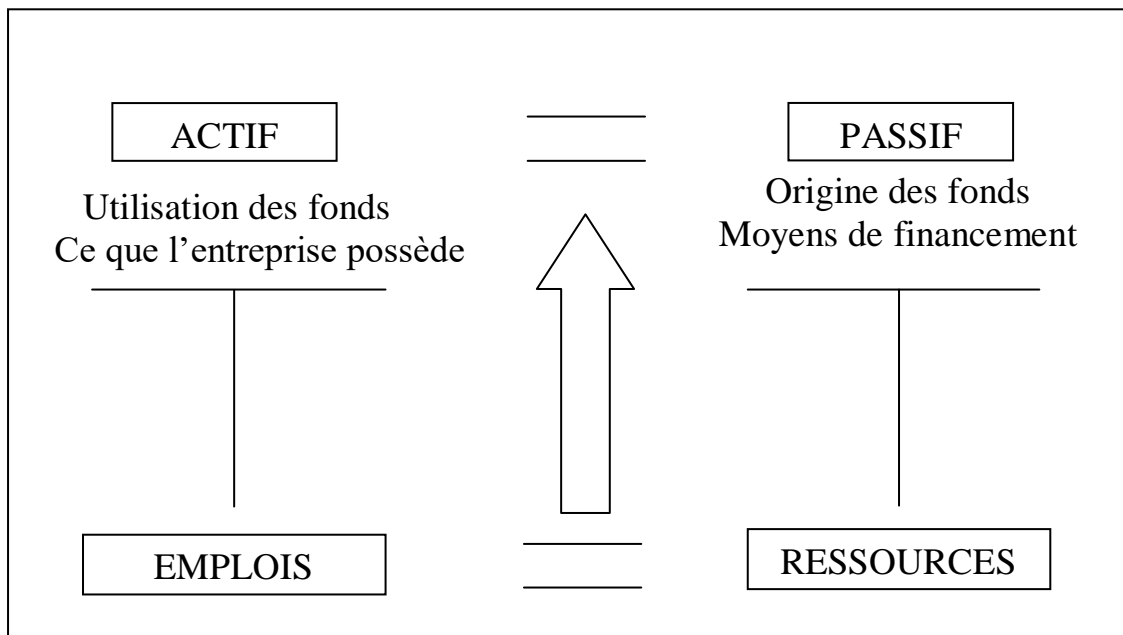 ACTIF
PASSIF
Utilisation des fonds
Ce que l’entreprise possède
Origine des fonds
Moyens de financement
EMPLOIS
RESSOURCES